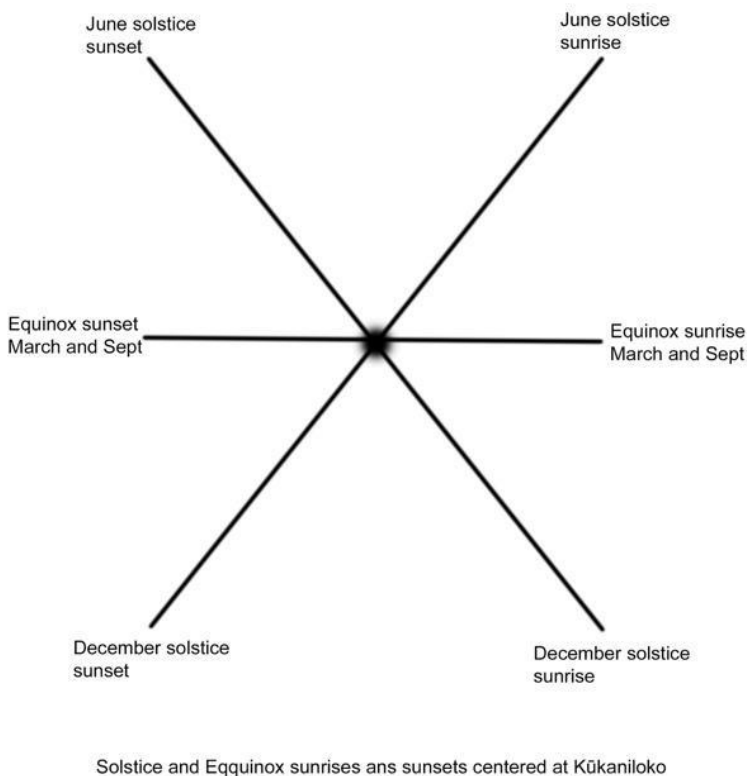 June solstice
sunset
June solstice
sunrise
Equinox sunset
March and Sept
Equinox sunrise
March and Sept
December solstice
sunset
December solstice
sunrise
Solstice and Eqquinox sunrises ans sunsets centered at Kūkaniloko